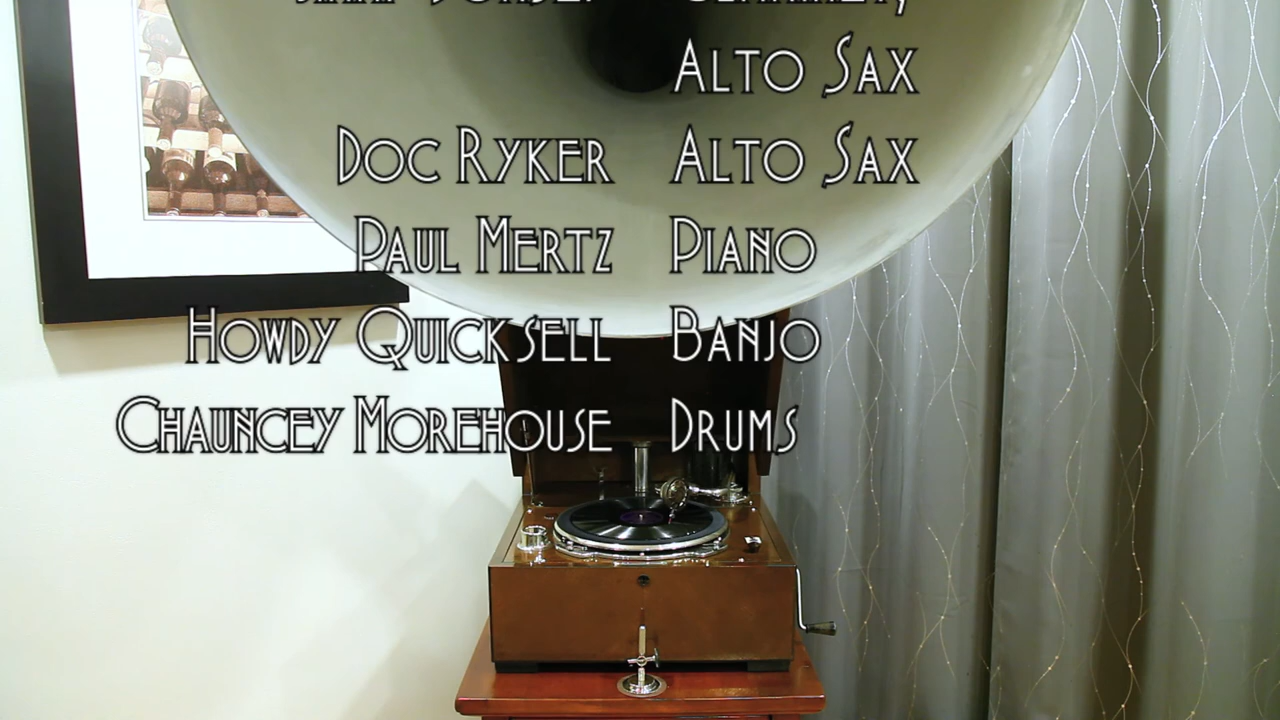 Alto Sax
Doc Ryker Alto Sax
Paul Mertz Piano
Howdy Quicksell Banjo
Chauncey Morehouse Drums